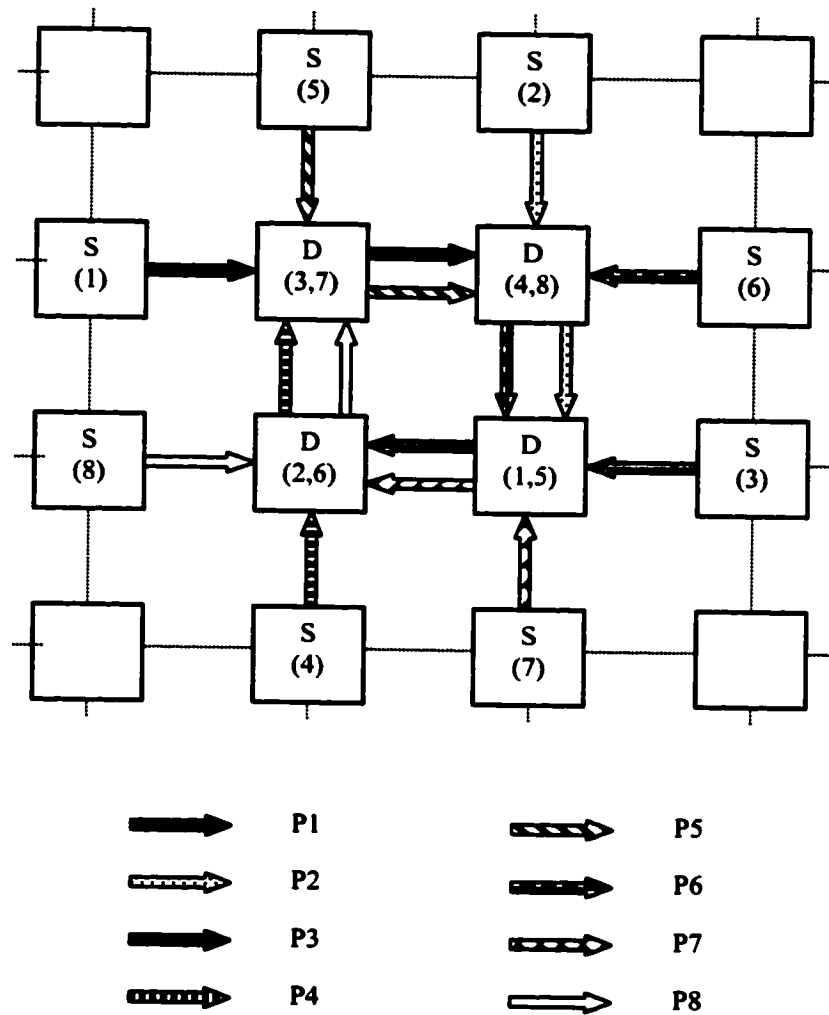 S S
(5) (2)
S D D S
(1) (3,7) (4,8) (6)
S D D S
(8) (2,6) (1,5) (3)
S S
(4) (7)
P1 P5
P2 P6
P3 P7
P4 P8